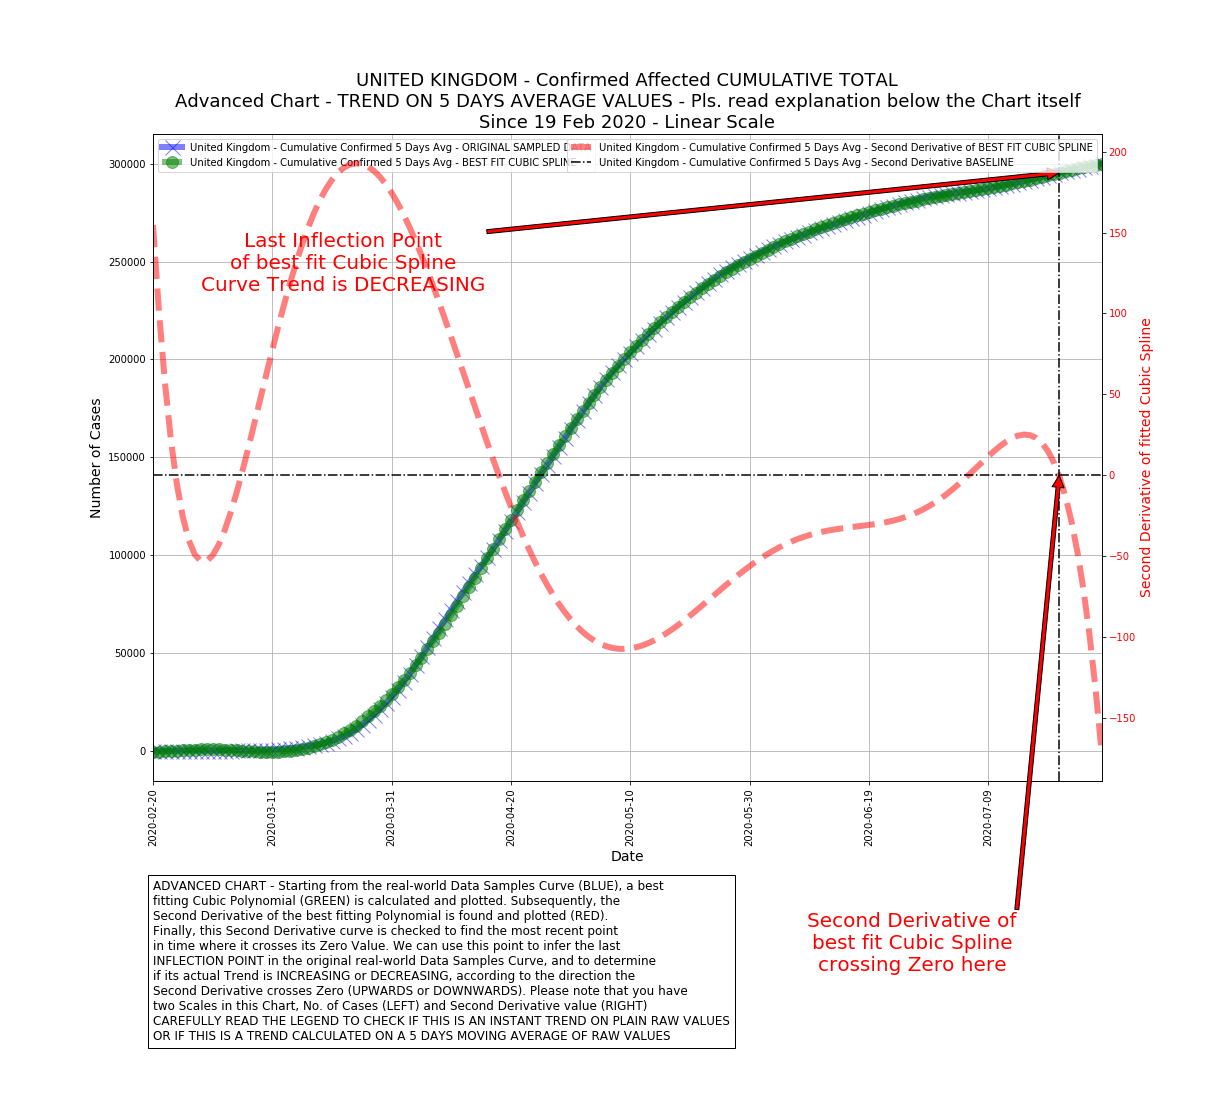 UNITED KINGDOM - Confirmed Affected CUMULATIVE TOTAL
Advanced Chart - TREND ON 5 DAYS AVERAGE VALUES - Pls. read explanation below the Chart itself
Since 19 Feb 2020 - Linear Scale
United Kingdom - Cumulative Confirmed 5 Days Avg - ORIGINAL SAMPLED DATA
United Kingdom - Cumulative Confirmed 5 Days Avg - BEST FIT CUBIC SPLINE
United Kingdom - Cumulative Confirmed 5 Days Avg - Second Derivative of BEST FIT CUBIC SPLINE
United Kingdom - Cumulative Confirmed 5 Days Avg - Second Derivative BASELINE
Last Inflection Point
of best fit Cubic Spline
Curve Trend is DECREASING
Number of Cases
300000
250000
200000
150000
100000
50000
0
200
150
100
50
0
−50
−100
−150
Second Derivative of fitted Cubic Spline
2020-02-20
2020-03-11
2020-03-31
2020-04-20
2020-05-10
2020-05-30
2020-06-19
2020-07-09
Date
ADVANCED CHART - Starting from the real-world Data Samples Curve (BLUE), a best
fitting Cubic Polynomial (GREEN) is calculated and plotted. Subsequently, the
Second Derivative of the best fitting Polynomial is found and plotted (RED).
Finally, this Second Derivative curve is checked to find the most recent point
in time where it crosses its Zero Value. We can use this point to infer the last
INFLECTION POINT in the original real-world Data Samples Curve, and to determine
if its actual Trend is INCREASING or DECREASING, according to the direction the
Second Derivative crosses Zero (UPWARDS or DOWNWARDS). Please note that you have
two Scales in this Chart, No. of Cases (LEFT) and Second Derivative value (RIGHT)
CAREFULLY READ THE LEGEND TO CHECK IF THIS IS AN INSTANT TREND ON PLAIN RAW VALUES
OR IF THIS IS A TREND CALCULATED ON A 5 DAYS MOVING AVERAGE OF RAW VALUES
Second Derivative of
best fit Cubic Spline
crossing Zero here